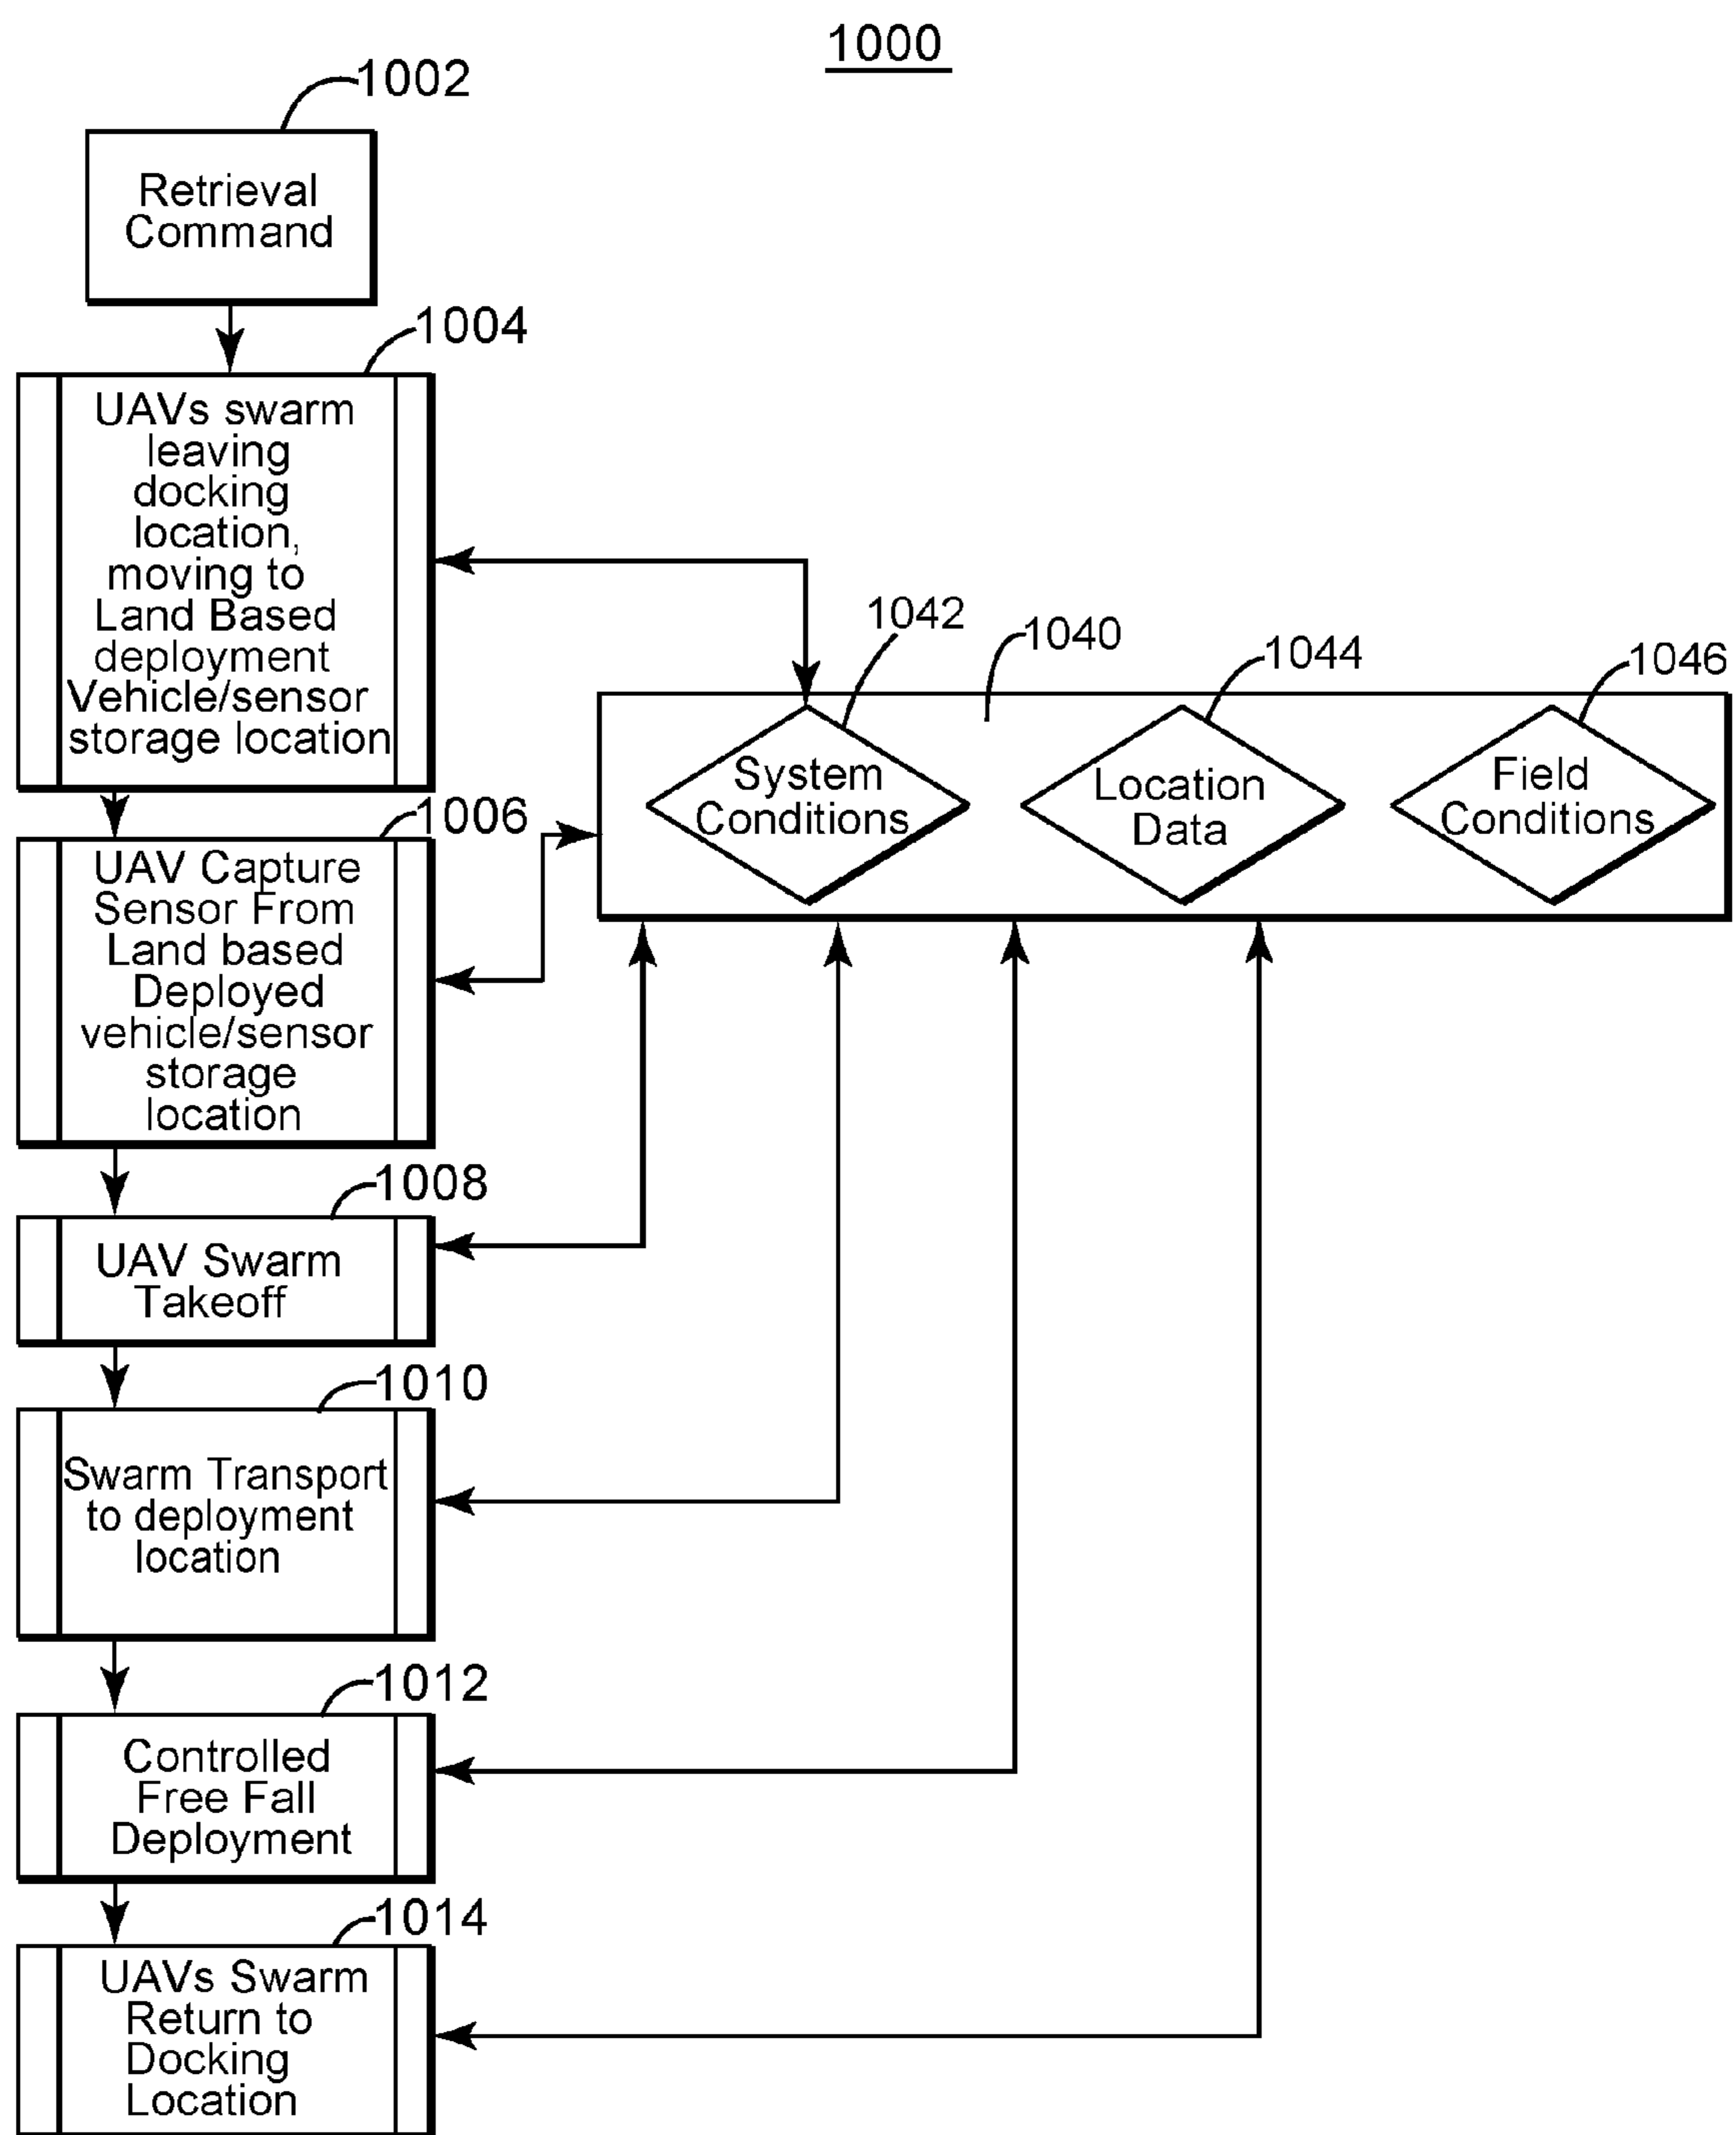 1000
1002
Retrieval
Command
1004
UAVs swarm
leaving
docking
location,
moving to
Land Based
deployment
Vehicle/sensor
storage location
1042
1040
1044
1046
System
Conditions
Location
Data
Field
Conditions
1006
UAV Capture
Sensor From
Land based
Deployed
vehicle/sensor
storage
location
1008
UAV Swarm
Takeoff
1010
Swarm Transport
to deployment
location
1012
Controlled
Free Fall
Deployment
1014
UAVs Swarm
Return to
Docking
Location